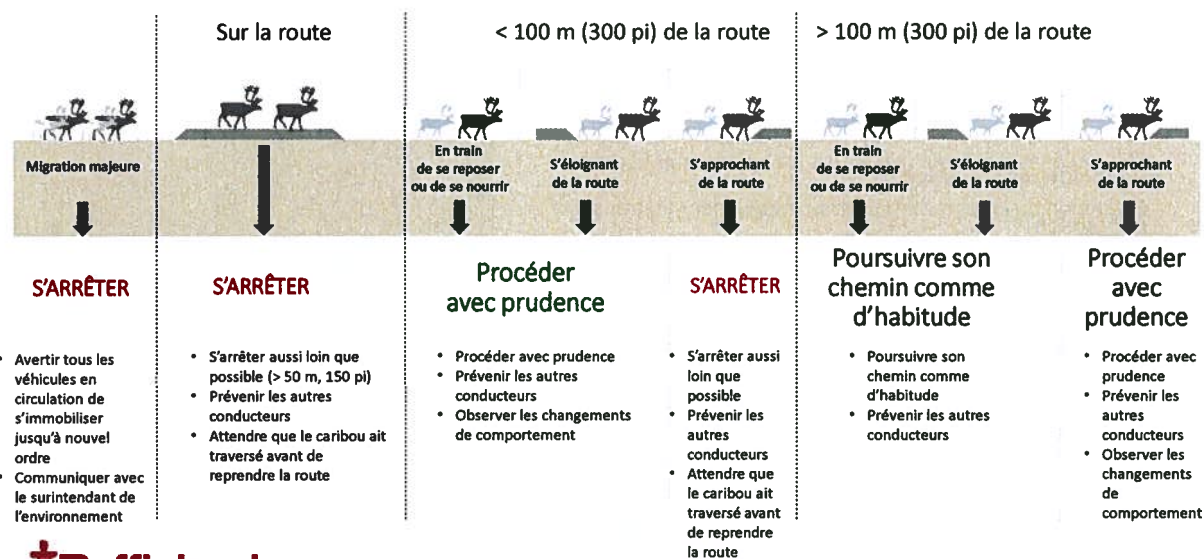 Sur la route
< 100 m (300 pi) de la route
> 100 m (300 pi) de la route
Migration majeure
En train
de se reposer
ou de se nourrir
S'éloignant
de la route
S'approchant
de la route
En train
de se reposer
ou de se nourrir
S'éloignant
de la route
S'approchant
de la route
S'ARRÊTER
• Avertir tous les
véhicules en
circulation de
s'immobiliser
jusqu'à nouvel
ordre
• Communiquer avec
le surintendant de
l'environnement
S'ARRÊTER
• S'arrêter aussi loin que
possible (> 50 m, 150 pi)
• Prévenir les autres
conducteurs
• Attendre que le caribou ait
traversé avant de
reprendre la route
Procéder
avec prudence
• Procéder avec prudence
• Prévenir les autres
conducteurs
• Observer les changements
de comportement
S'ARRÊTER
• S'arrêter aussi
loin que
possible
• Prévenir les
autres
conducteurs
• Attendre que
le caribou ait
traversé avant
de reprendre
la route
Poursuivre son
chemin comme
d'habitude
• Poursuivre son
chemin comme
d'habitude
• Prévenir les autres
conducteurs
Procéder
avec
prudence
• Procéder avec
prudence
• Prévenir les
autres
conducteurs
• Observer les
changements
de
comportement